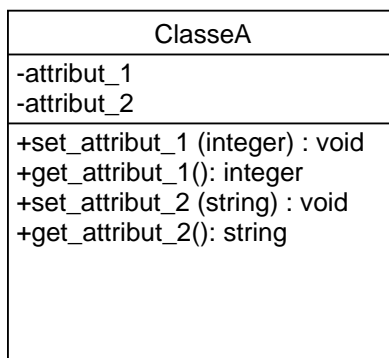 ClasseA
-attribut_1
-attribut_2
+set_attribut_1 (integer) : void
+get_attribut_1(): integer
+set_attribut_2 (string) : void
+get_attribut_2(): string